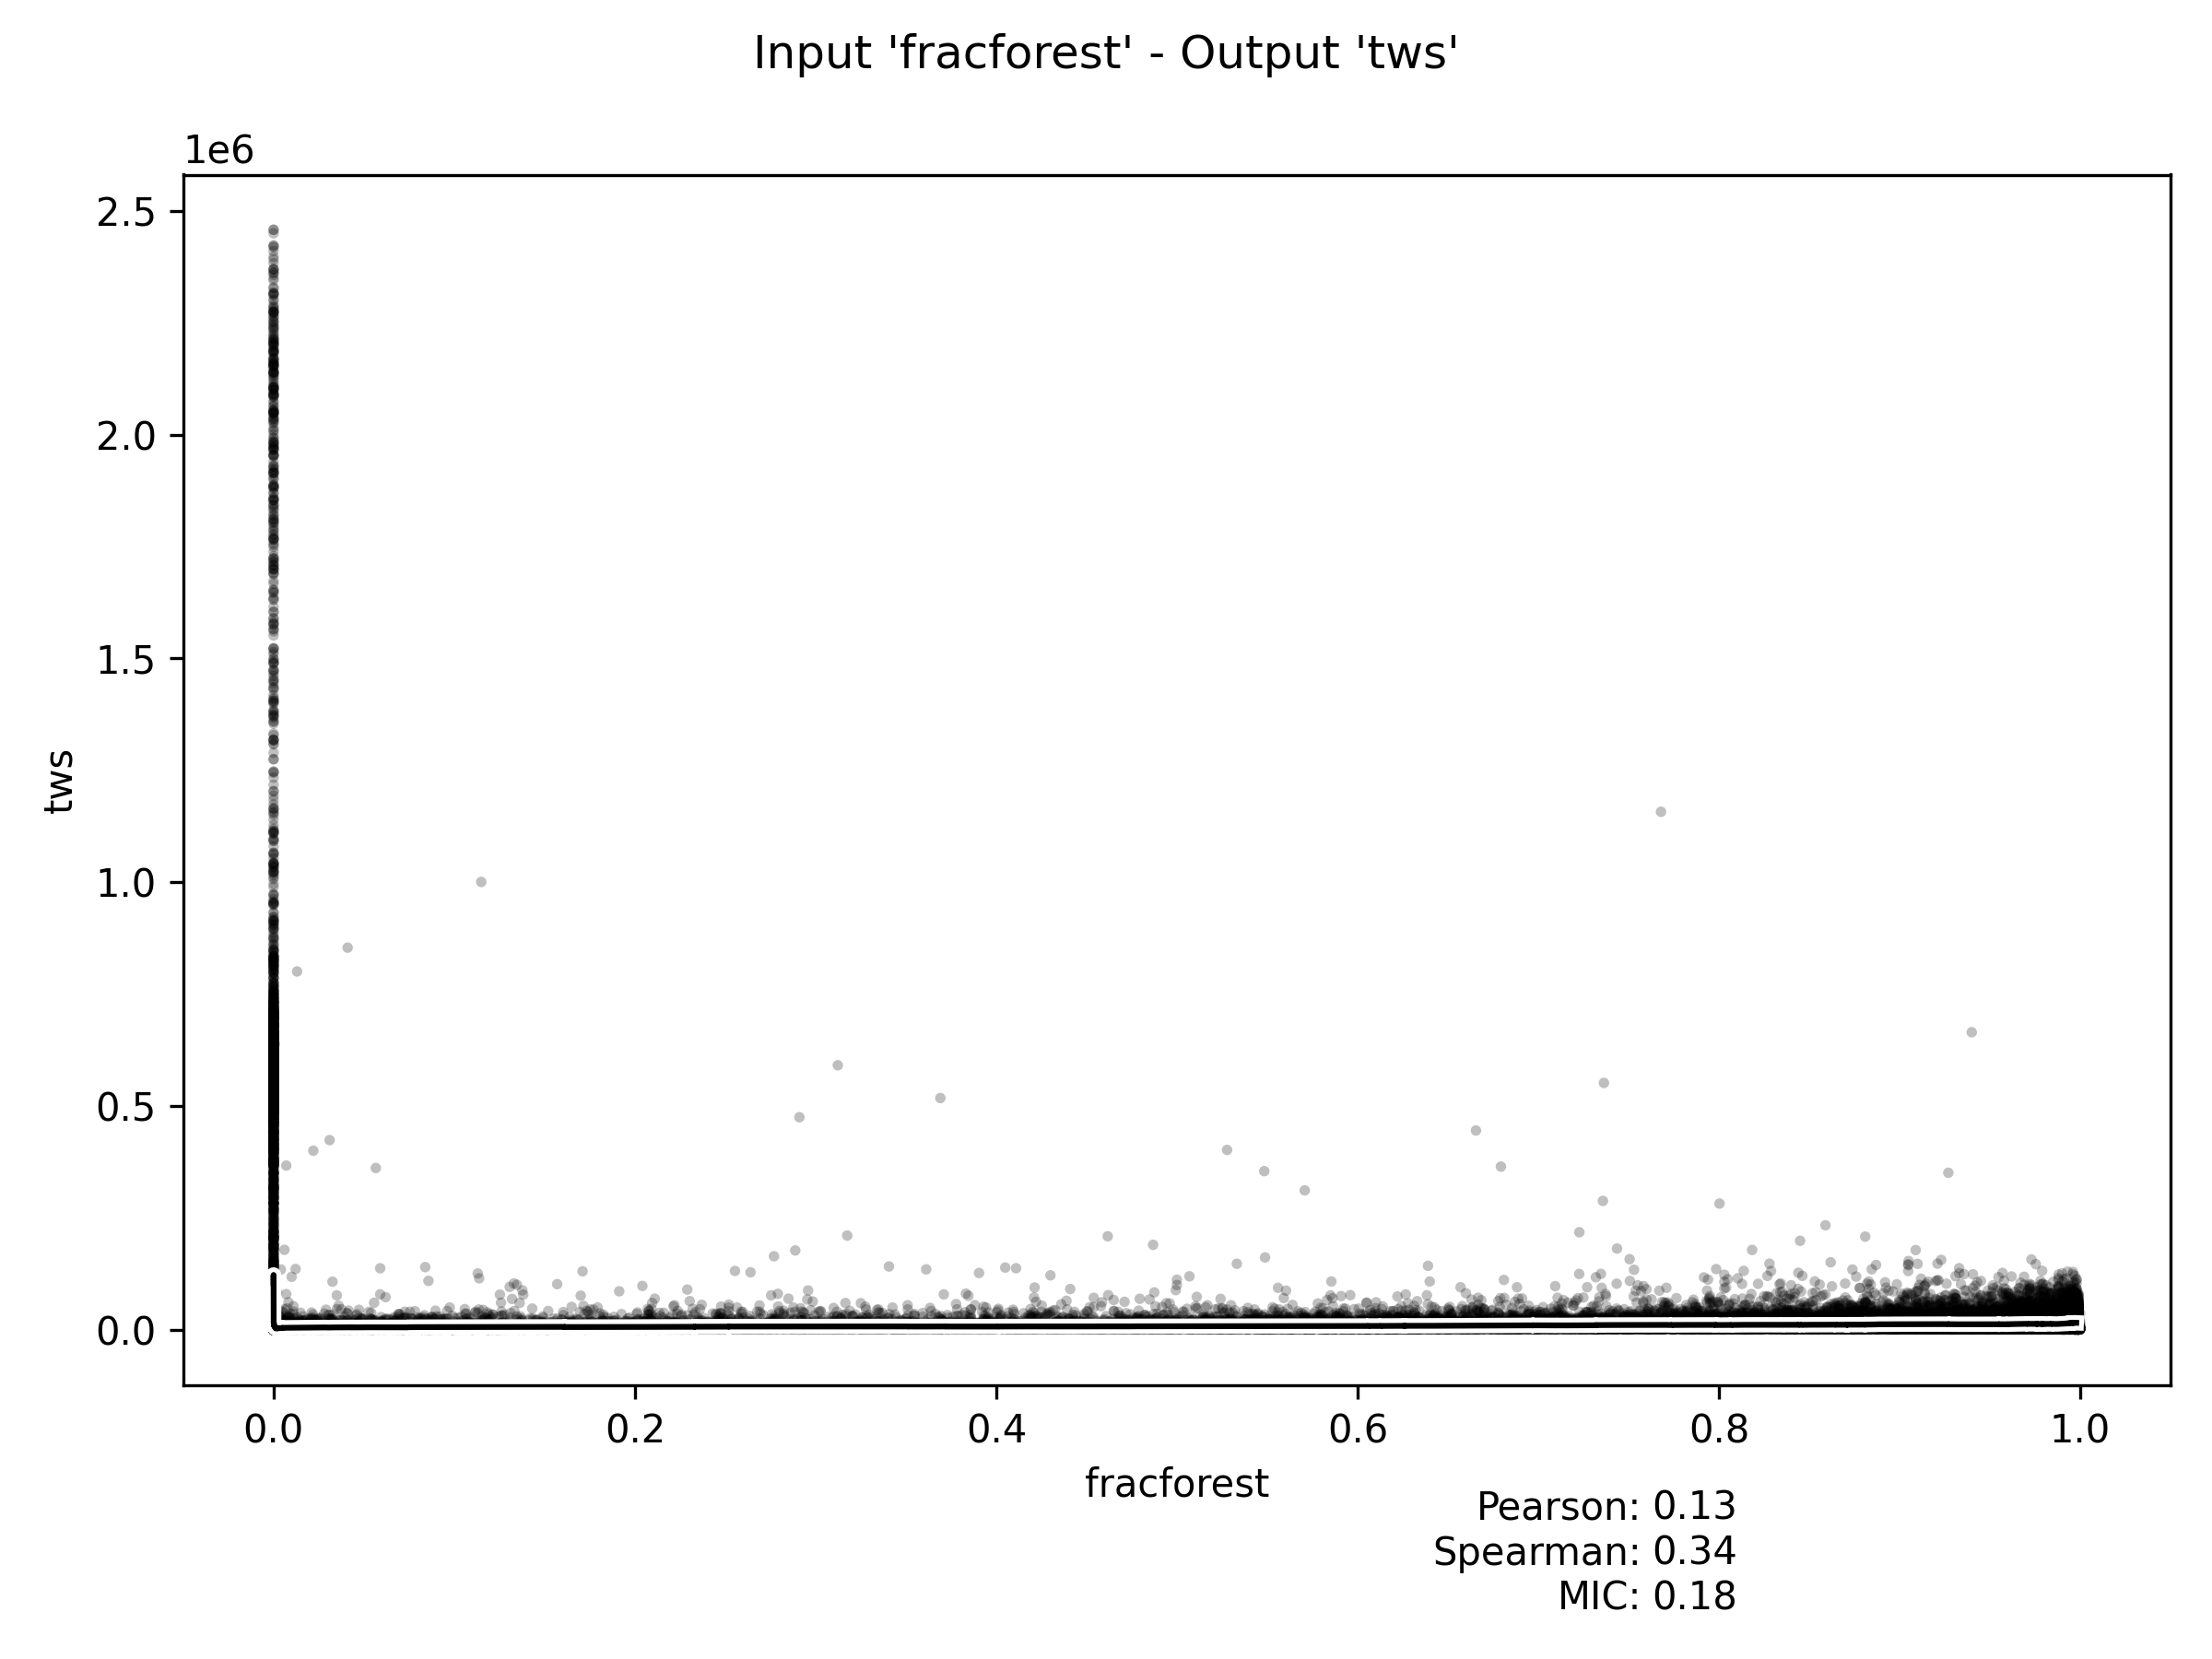 Input 'fracforest' - Output 'tws'
1e6
2.5
2.0
1.5
1.0
0.5
0.0
tws
0.0 0.2 0.4 0.6 0.8 1.0
fracforest
Pearson: 0.13
Spearman: 0.34
MIC: 0.18